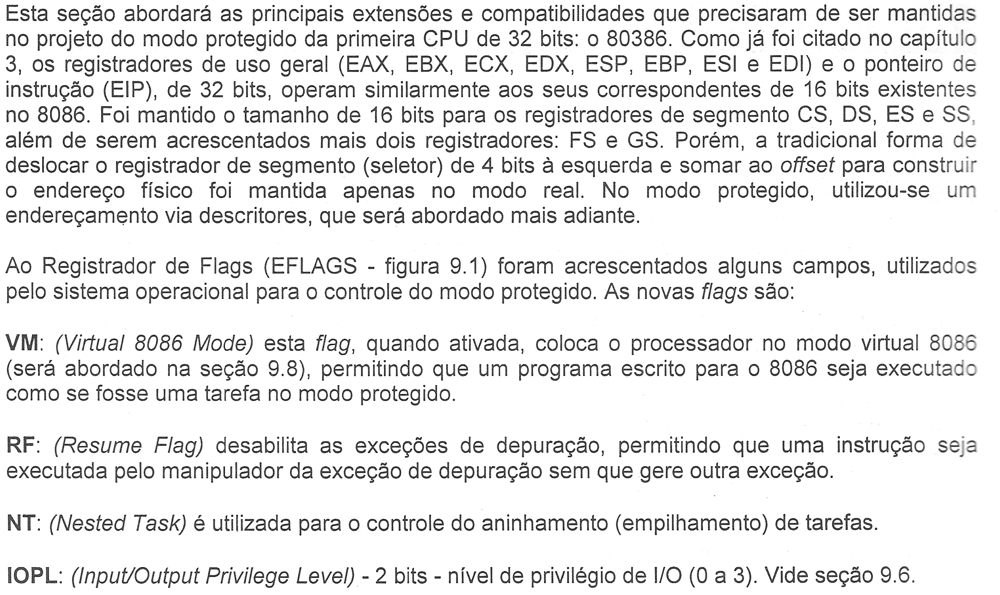 Esta seção abordará as principais extensões e compatibilidades que precisaram de ser mantidas
no projeto do modo protegido da primeira CPU de 32 bits: o 80386. Como já foi citado no capítulo
3, os registradores de uso geral (EAX, EBX, ECX, EDX, ESP, EBP, ESI e EDI) e o ponteiro de
instrução (EIP), de 32 bits, operam similarmente aos seus correspondentes de 16 bits existentes
no 8086. Foi mantido o tamanho de 16 bits para os registradores de segmento CS, DS, ES e SS,
além de serem acrescentados mais dois registradores: FS e GS. Porém, a tradicional forma de
deslocar o registrador de segmento (seletor) de 4 bits à esquerda e somar ao offset para construir
o endereço físico foi mantida apenas no modo real. No modo protegido, utilizou-se um
endereçamento via descritores, que será abordado mais adiante.
Ao Registrador de Flags (EFLAGS - figura 9.1) foram acrescentados alguns campos, utilizados
pelo sistema operacional para o controle do modo protegido. As novas flags são:
VM: (Virtual 8086 Mode) esta flag, quando ativada, coloca o processador no modo virtual 8086
(será abordado na seção 9.8), permitindo que um programa escrito para o 8086 seja executado
como se fosse uma tarefa no modo protegido.
RF: (Resume Flag) desabilita as exceções de depuração, permitindo que uma instrução seja
executada pelo manipulador da exceção de depuração sem que gere outra exceção.
NT: (Nested Task) é utilizada para o controle do aninhamento (empilhamento) de tarefas.
IOPL: (Input/Output Privilege Level) - 2 bits - nível de privilégio de I/O (0 a 3). Vide seção 9.6.